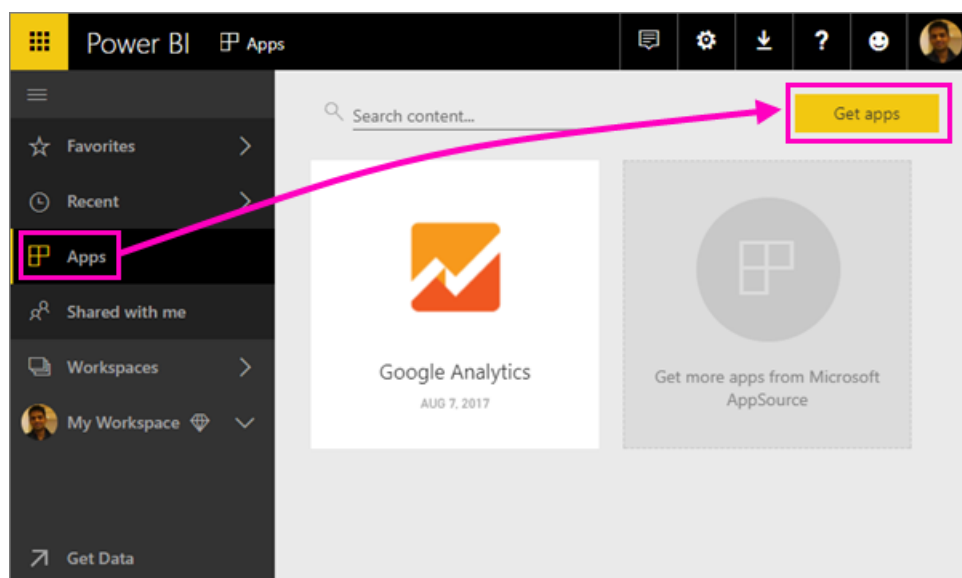 Power BI Apps ?
Search content...
Get apps
Favorites
Recent
Apps
Shared with me
Workspaces
My Workspace
Get Data
Google Analytics
AUG 7, 2017
Get more apps from Microsoft
AppSource